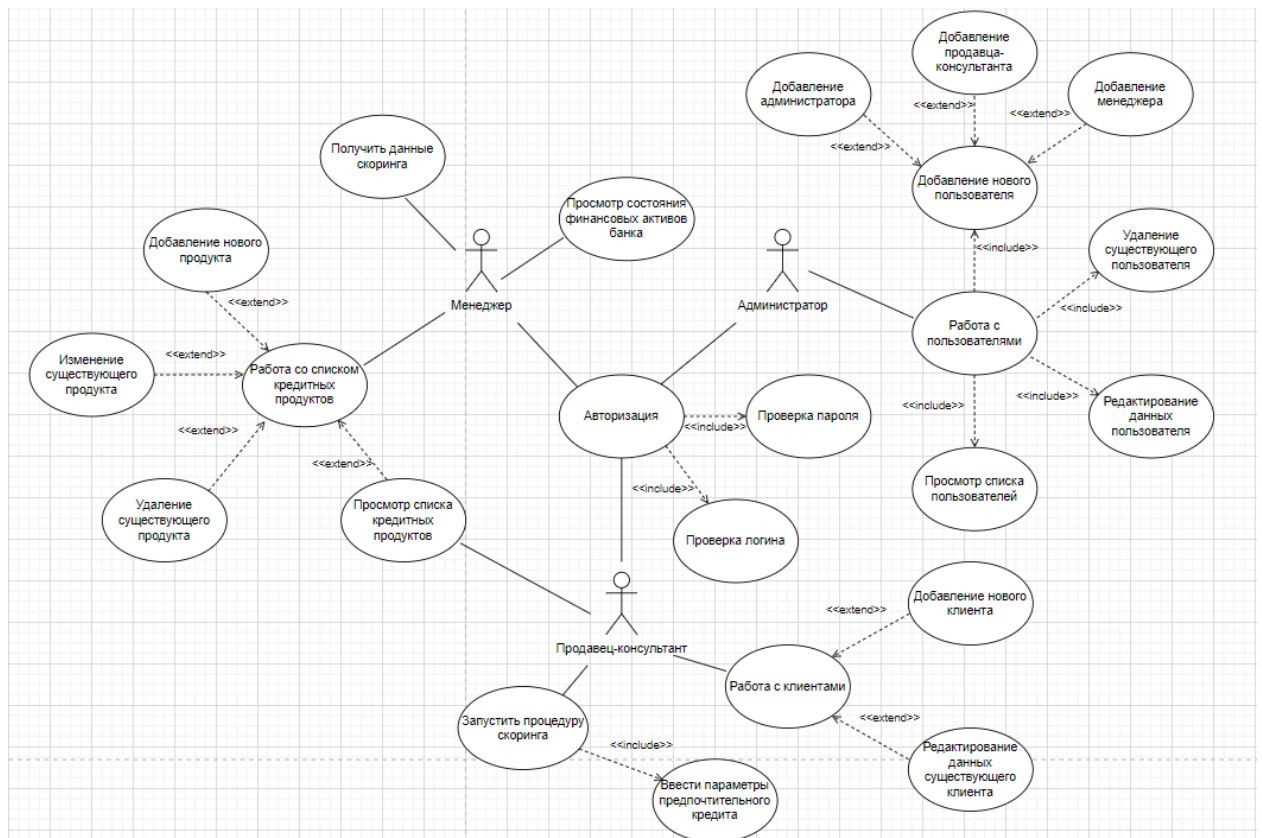 Добавление
продавца-
консультанта
Добавление
администратора
Добавление
менеджера
<<extend>>
<<extend>>
<<extend>>
Получить данные
скоринга
Добавление нового
пользователя
Просмотр состояния
финансовых активов
банка
Добавление нового
продукта
<<include>>
Удаление
существующего
пользователя
Менеджер
Администратор
<<extend>>
<<include>>
Работа с
пользователями
Изменение
существующего
продукта
<<extend>>
Работа со списком
кредитных
продуктов
Авторизация
<<include>>
Проверка пароля
<<include>>
<<include>>
Редактирование
данных
пользователя
<<extend>>
<<extend>>
<<include>>
Просмотр списка
пользователей
Удаление
существующего
продукта
Просмотр списка
кредитных
продуктов
Проверка логина
Добавление нового
клиента
<<extend>>
Продавец-консультант
Работа с клиентами
Запустить процедуру
скоринга
<<extend>>
<<include>>
Редактирование
данных
существующего
клиента
Ввести параметры
предпочтительного
кредита